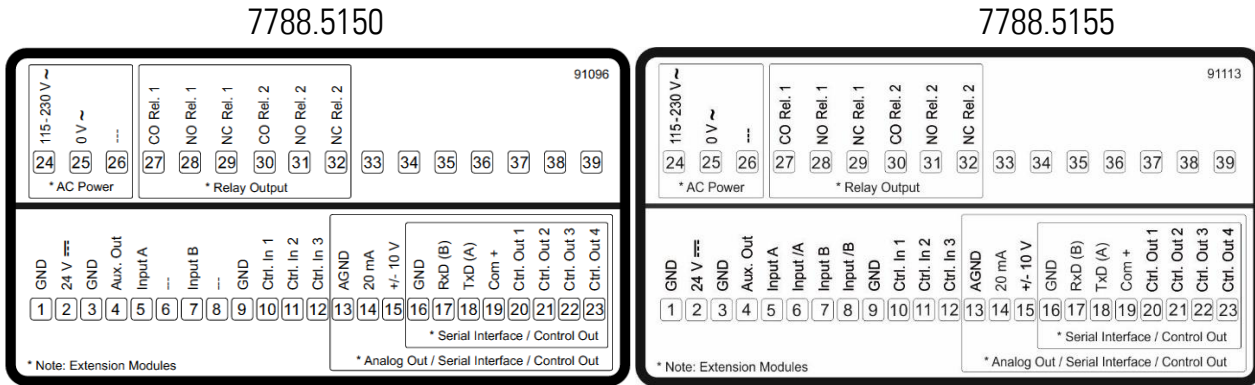 7788.5150
91096
115-230 V ~
0 V ~
---
CO Rel. 1
NO Rel. 1
NC Rel. 1
CO Rel. 2
NO Rel. 2
NC Rel. 2
24 25 26 27 28 29 30 31 32 33 34 35 36 37 38 39
* AC Power
* Relay Output
GND
24 V ⎓
GND
Aux. Out
Input A
---
Input B
---
GND
Ctrl. In 1
Ctrl. In 2
Ctrl. In 3
AGND
20 mA
+/- 10 V
GND
RxD (B)
TxD (A)
Com +
Ctrl. Out 1
Ctrl. Out 2
Ctrl. Out 3
Ctrl. Out 4
1 2 3 4 5 6 7 8 9 10 11 12 13 14 15 16 17 18 19 20 21 22 23
* Serial Interface / Control Out
* Note: Extension Modules
* Analog Out / Serial Interface / Control Out
7788.5155
91113
115-230 V ~
0 V ~
---
CO Rel. 1
NO Rel. 1
NC Rel. 1
CO Rel. 2
NO Rel. 2
NC Rel. 2
24 25 26 27 28 29 30 31 32 33 34 35 36 37 38 39
* AC Power
* Relay Output
GND
24 V ⎓
GND
Aux. Out
Input A
Input /A
Input B
Input /B
GND
Ctrl. In 1
Ctrl. In 2
Ctrl. In 3
AGND
20 mA
+/- 10 V
GND
RxD (B)
TxD (A)
Com +
Ctrl. Out 1
Ctrl. Out 2
Ctrl. Out 3
Ctrl. Out 4
1 2 3 4 5 6 7 8 9 10 11 12 13 14 15 16 17 18 19 20 21 22 23
* Serial Interface / Control Out
* Note: Extension Modules
* Analog Out / Serial Interface / Control Out